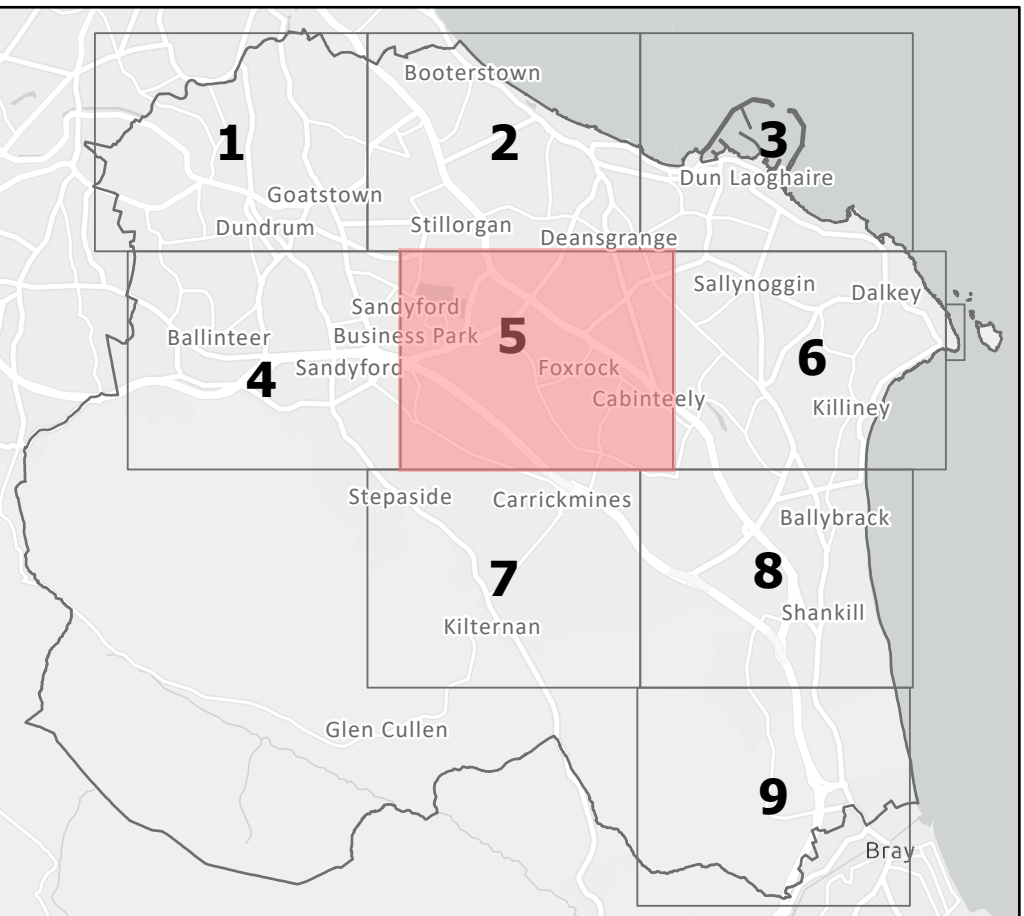 Booterstown
1
2
3
Dun Laoghaire
Goatstown
Dundrum
Stillorgan
Deansgrange
Sallynoggin
Dalkey
Sandyford
Business Park
Ballinteer
5
Sandyford
4
Foxrock
6
Cabinteely
Killiney
Stepaside
Carrickmines
Ballybrack
7
8
Shankill
Kilternan
Glen Cullen
9
Bray